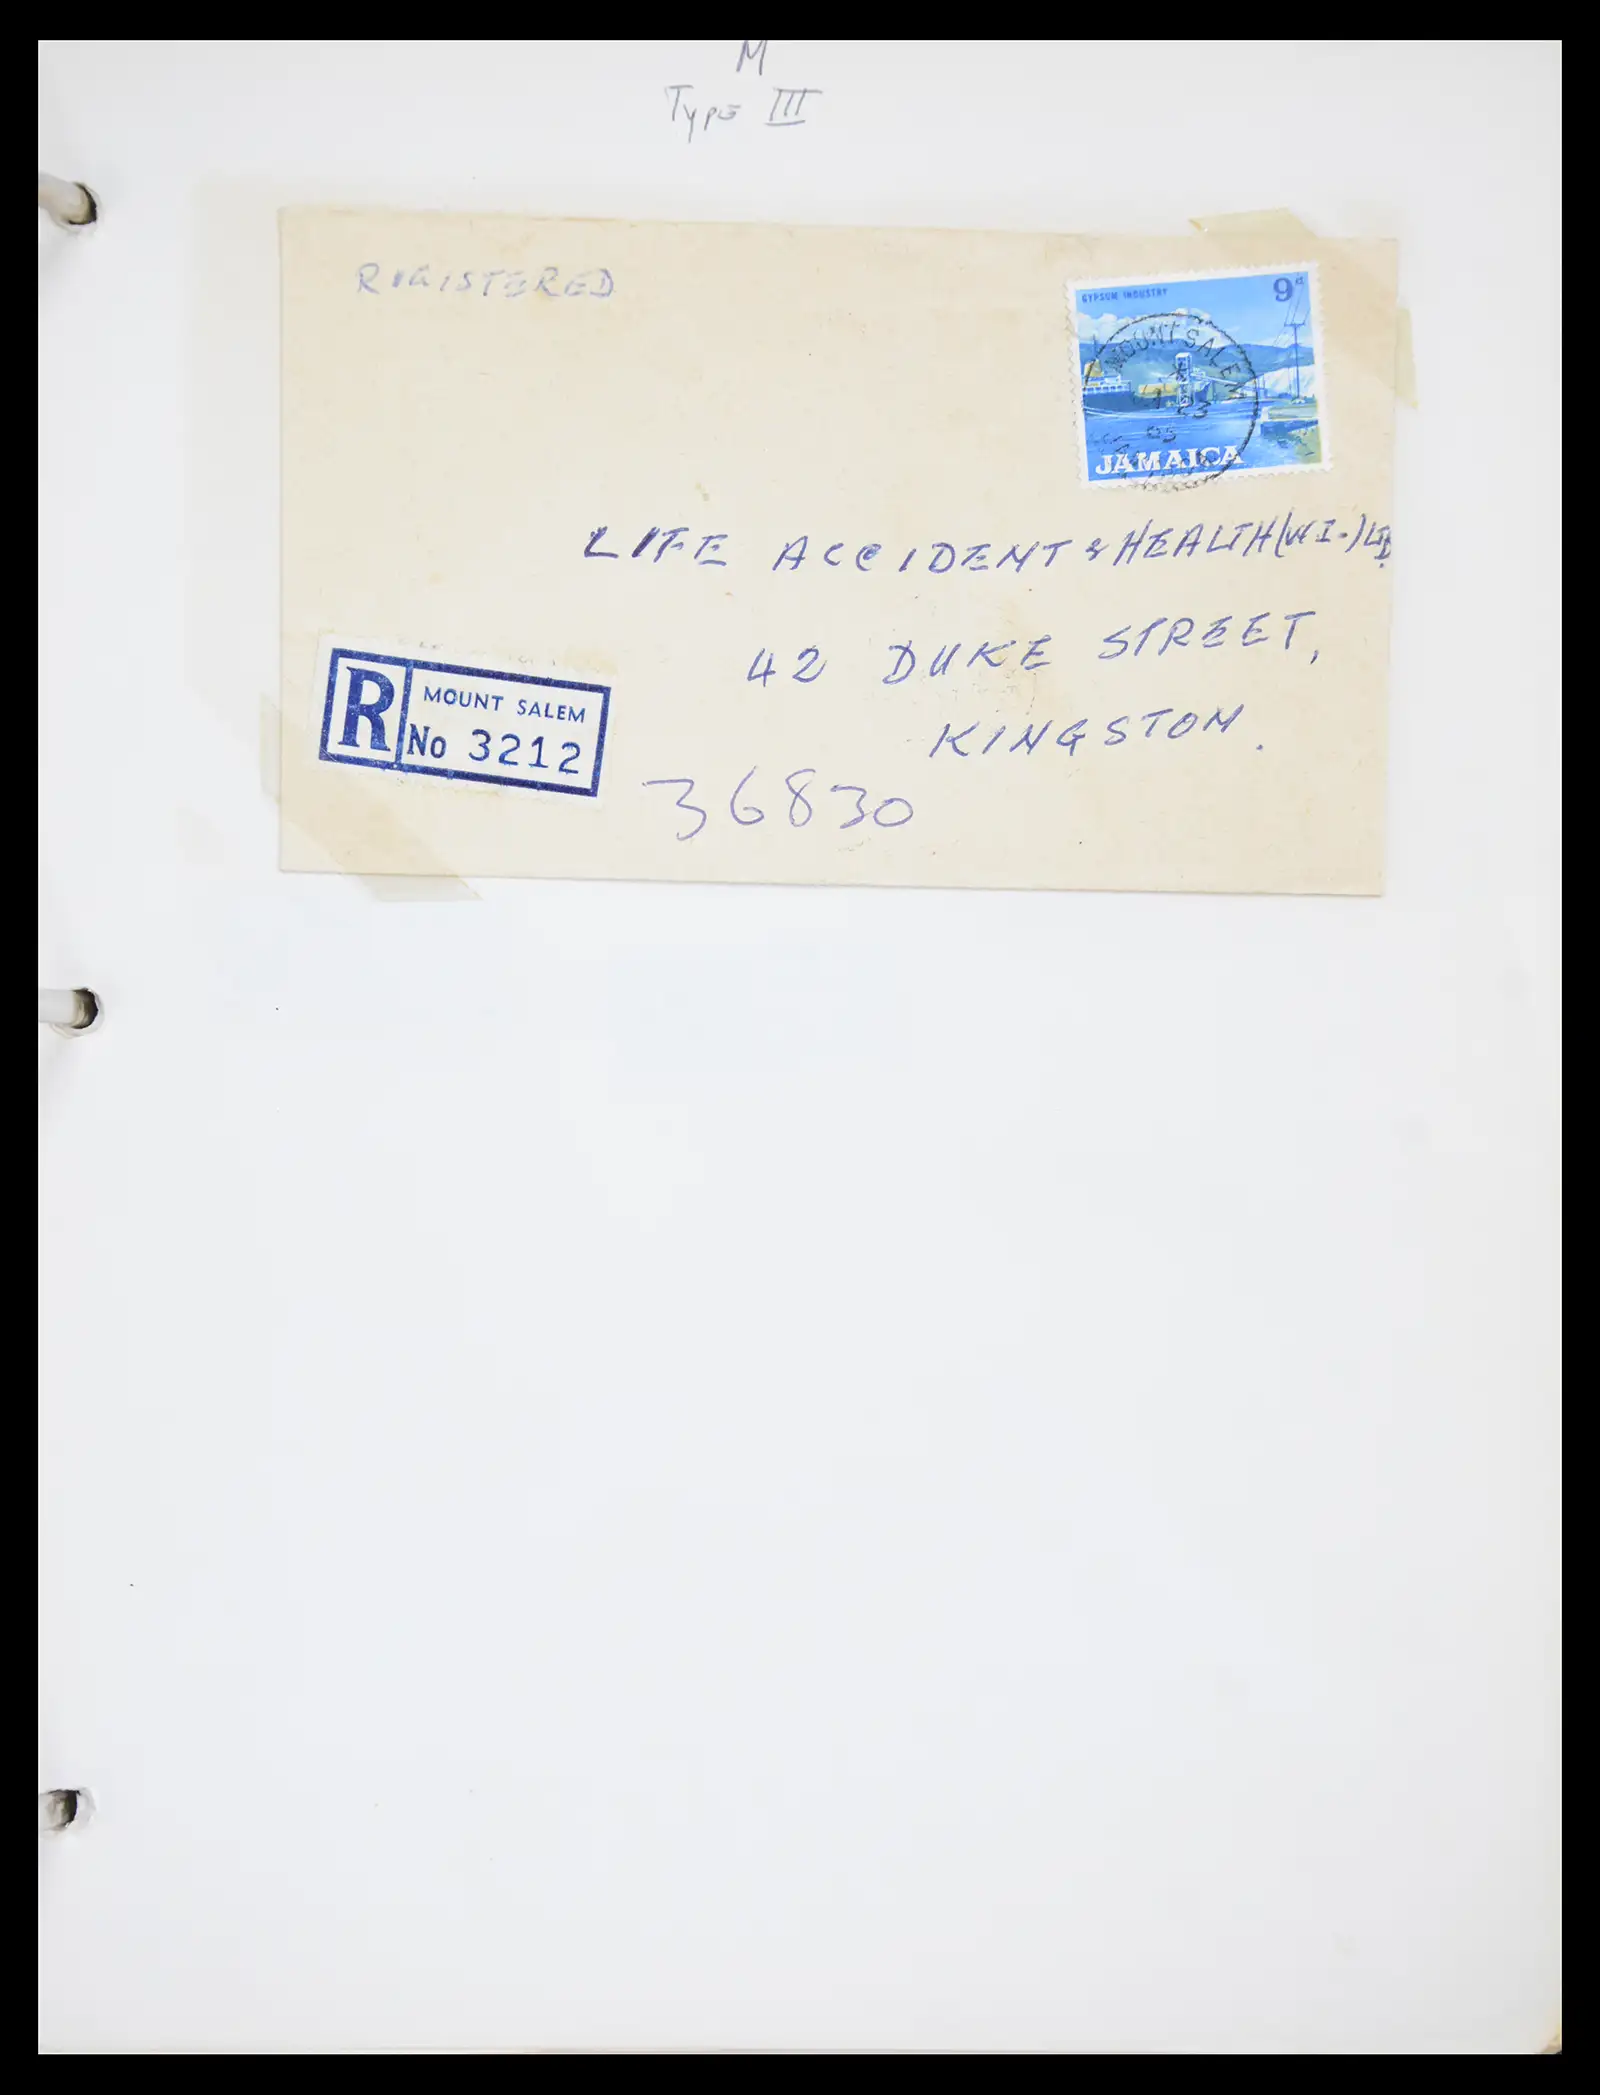 M
TYPE III
REGISTERED
GYPSUM INDUSTRY 9d
MOUNT SALEM
23
JAMAICA
LIFE ACCIDENT & HEALTH (W.I.) LTD.
42 DUKE STREET,
KINGSTON.
R MOUNT SALEM
No 3212
36830